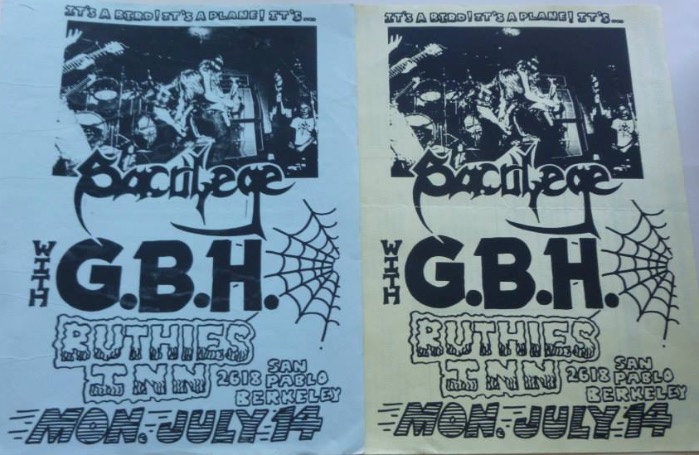 IT'S A BIRD! IT'S A PLANE! IT'S...
Sacrilege
WITH G.B.H.
RUTHIES INN
2618 SAN PABLO BERKELEY
MON. JULY 14
IT'S A BIRD! IT'S A PLANE! IT'S...
Sacrilege
WITH G.B.H.
RUTHIES INN
2618 SAN PABLO BERKELEY
MON. JULY 14